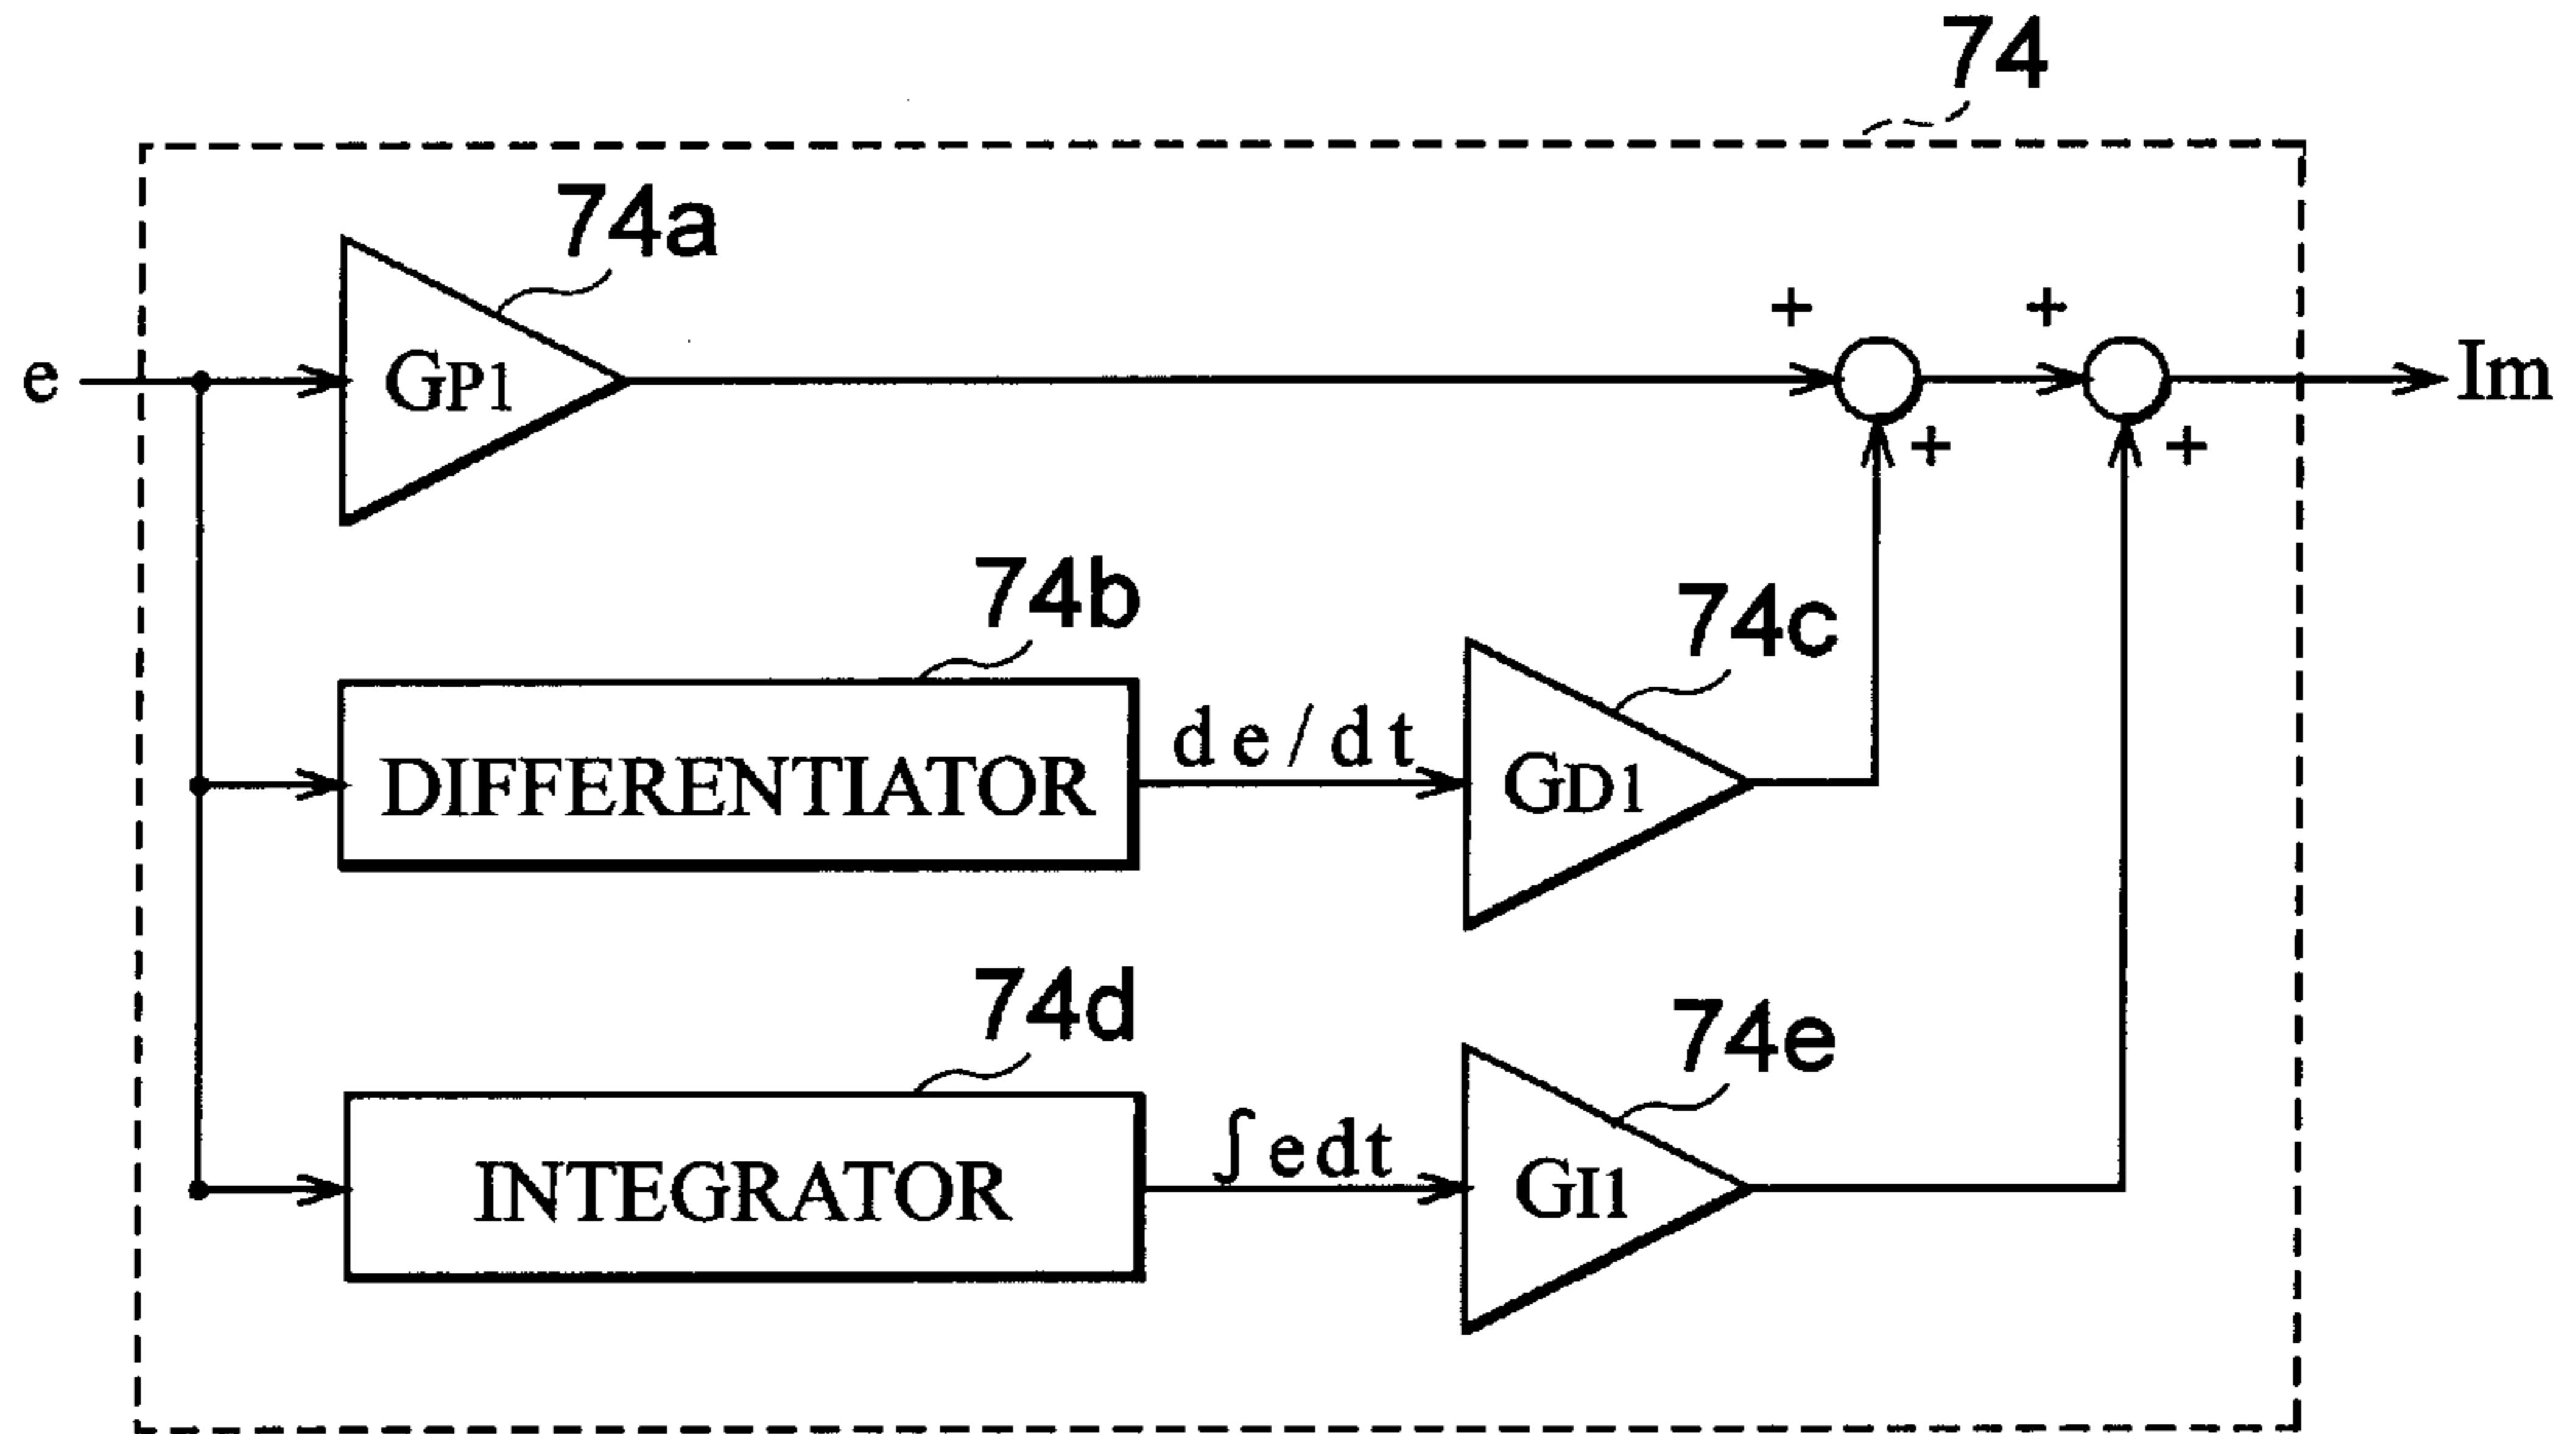 74
74a
+ +
e GP1 Im
+ +
74b 74c
de/dt
DIFFERENTIATOR GD1
74d 74e
∫edt
INTEGRATOR GI1